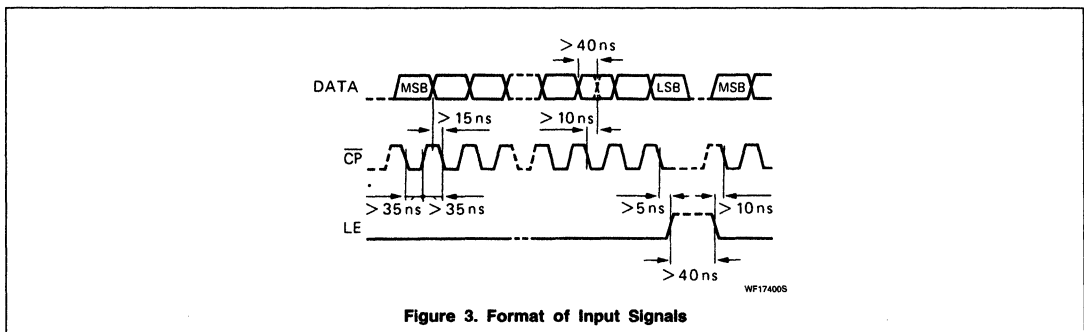 > 40 ns
DATA
MSB
LSB
MSB
> 15 ns
> 10 ns
CP
> 35 ns
> 35 ns
> 5 ns
> 10 ns
LE
> 40 ns
WF17400S
Figure 3. Format of Input Signals